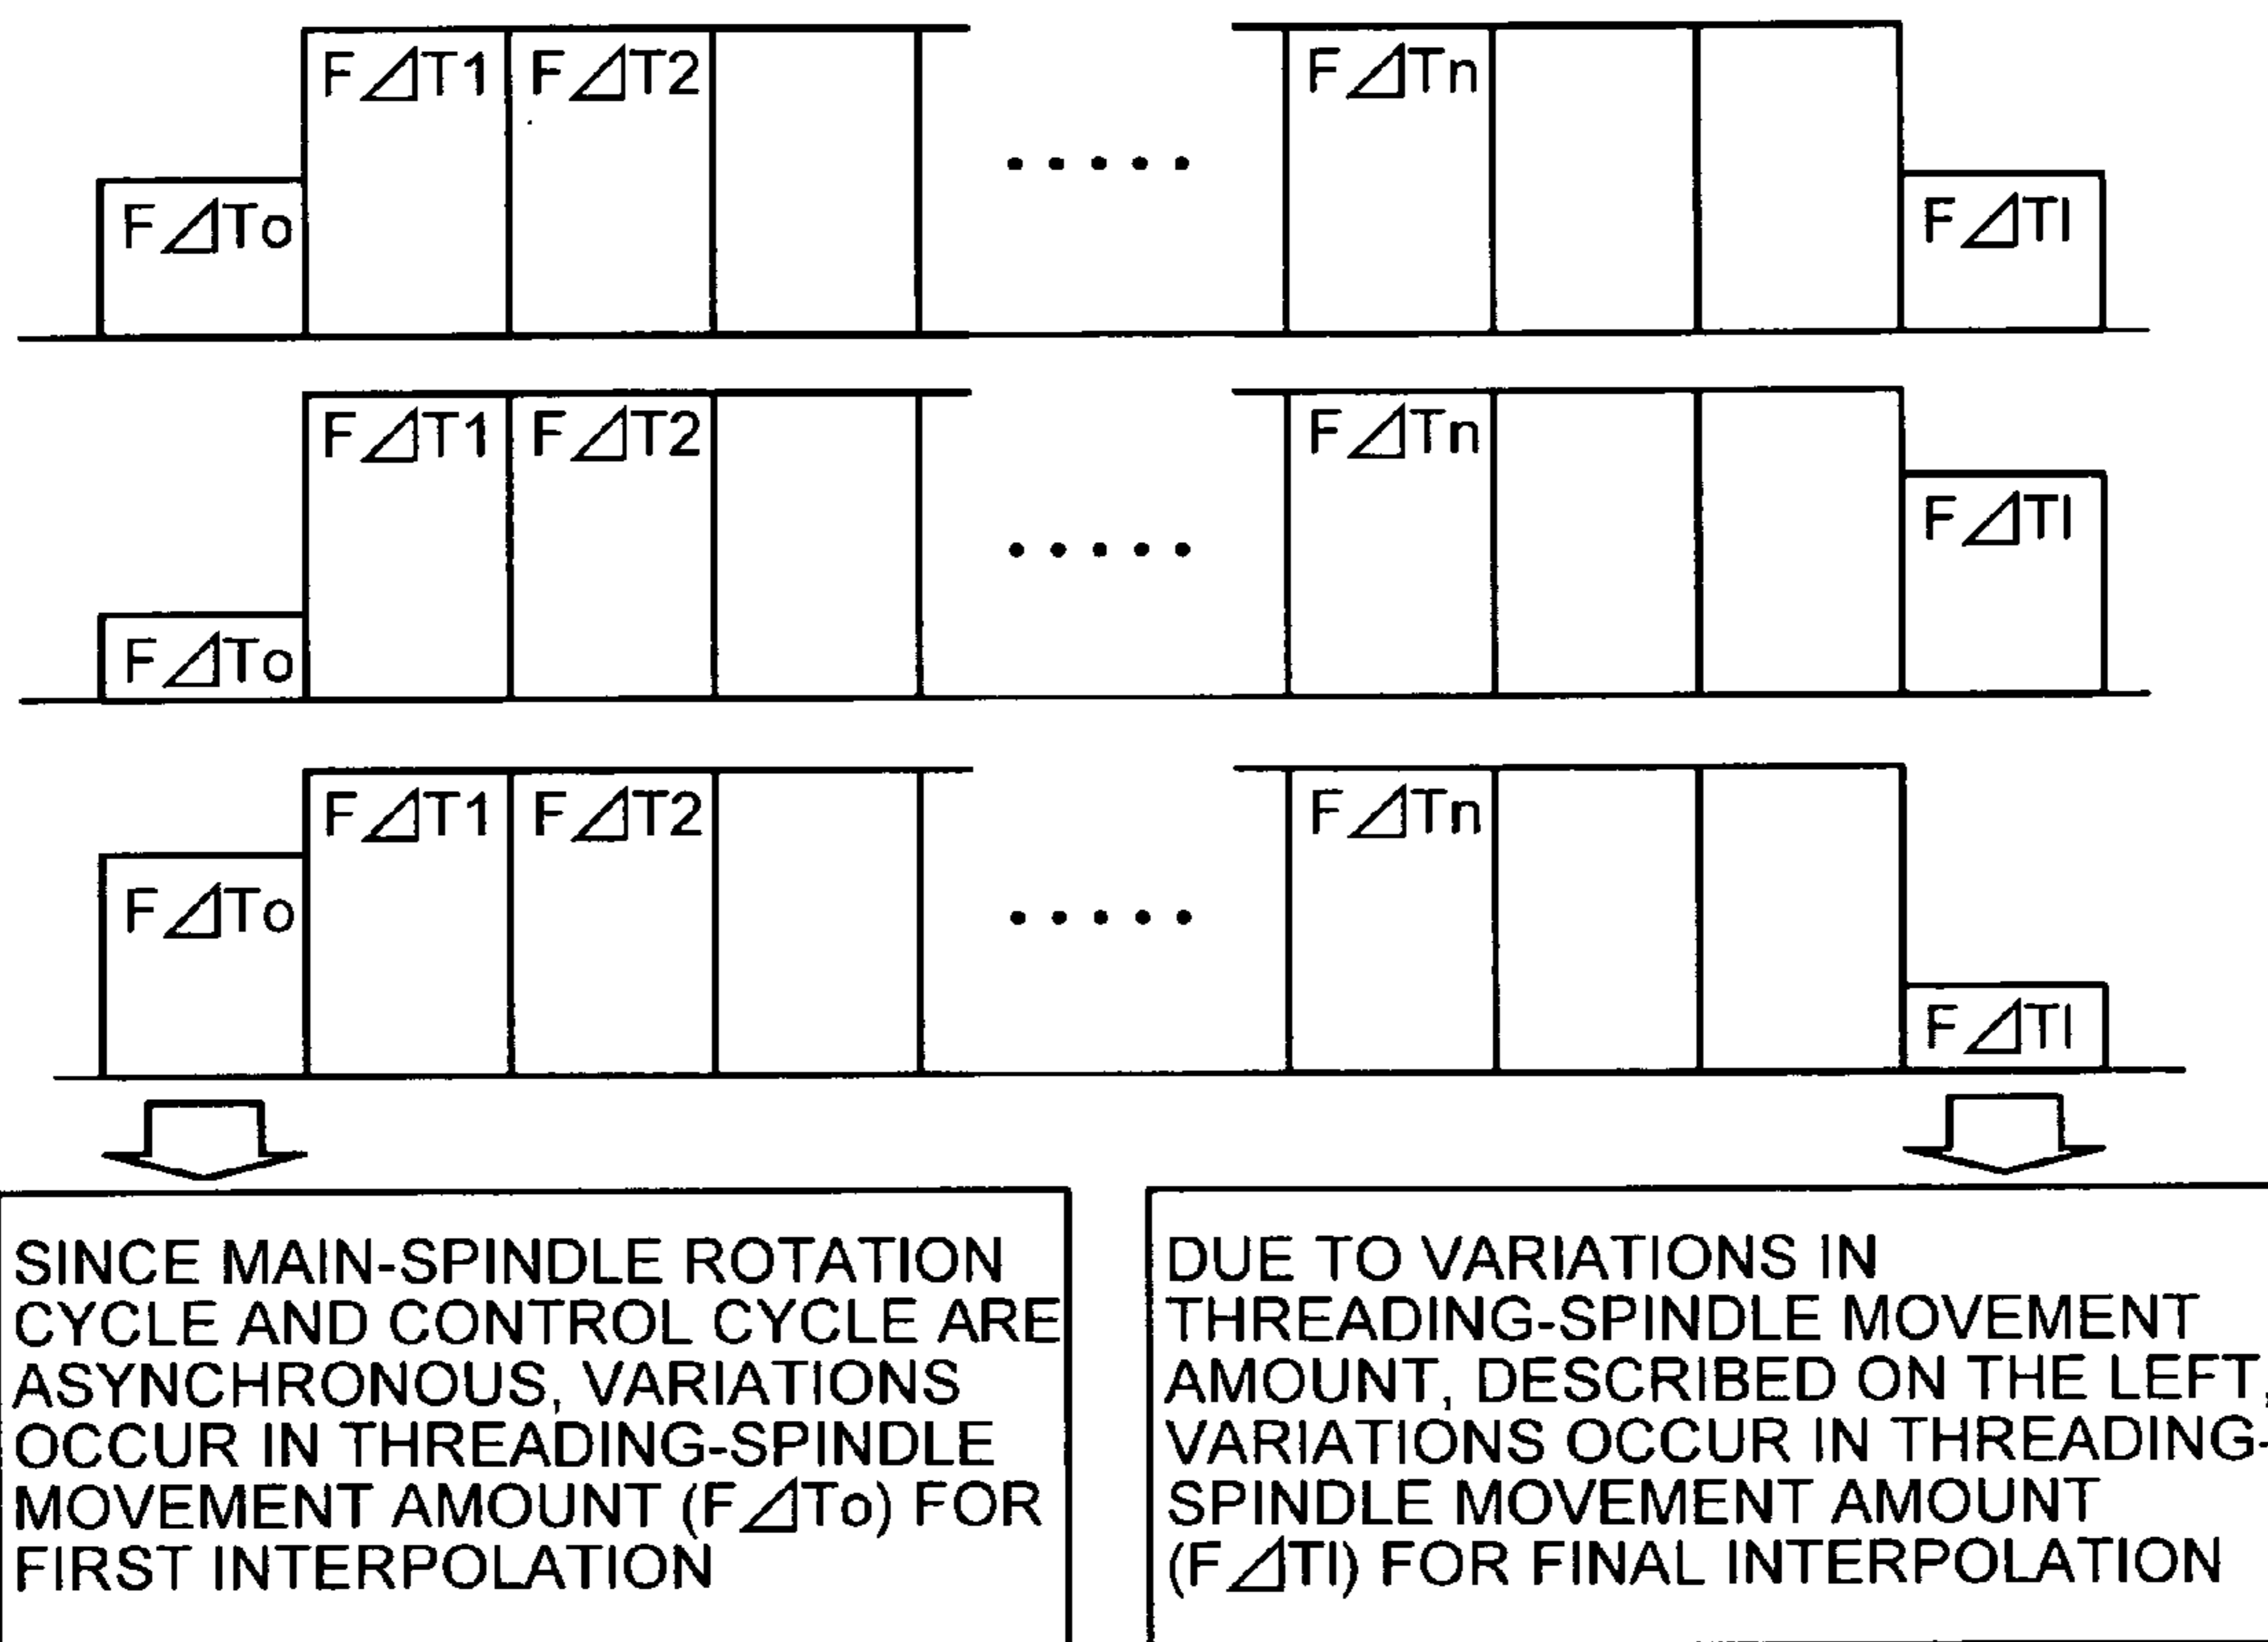 F⊿T1 F⊿T2 F⊿Tn
F⊿To F⊿Tl
F⊿T1 F⊿T2 F⊿Tn
F⊿Tl
F⊿To
F⊿T1 F⊿T2 F⊿Tn
F⊿To
F⊿Tl
SINCE MAIN-SPINDLE ROTATION
CYCLE AND CONTROL CYCLE ARE
ASYNCHRONOUS, VARIATIONS
OCCUR IN THREADING-SPINDLE
MOVEMENT AMOUNT (F⊿To) FOR
FIRST INTERPOLATION
DUE TO VARIATIONS IN
THREADING-SPINDLE MOVEMENT
AMOUNT, DESCRIBED ON THE LEFT,
VARIATIONS OCCUR IN THREADING-
SPINDLE MOVEMENT AMOUNT
(F⊿Tl) FOR FINAL INTERPOLATION